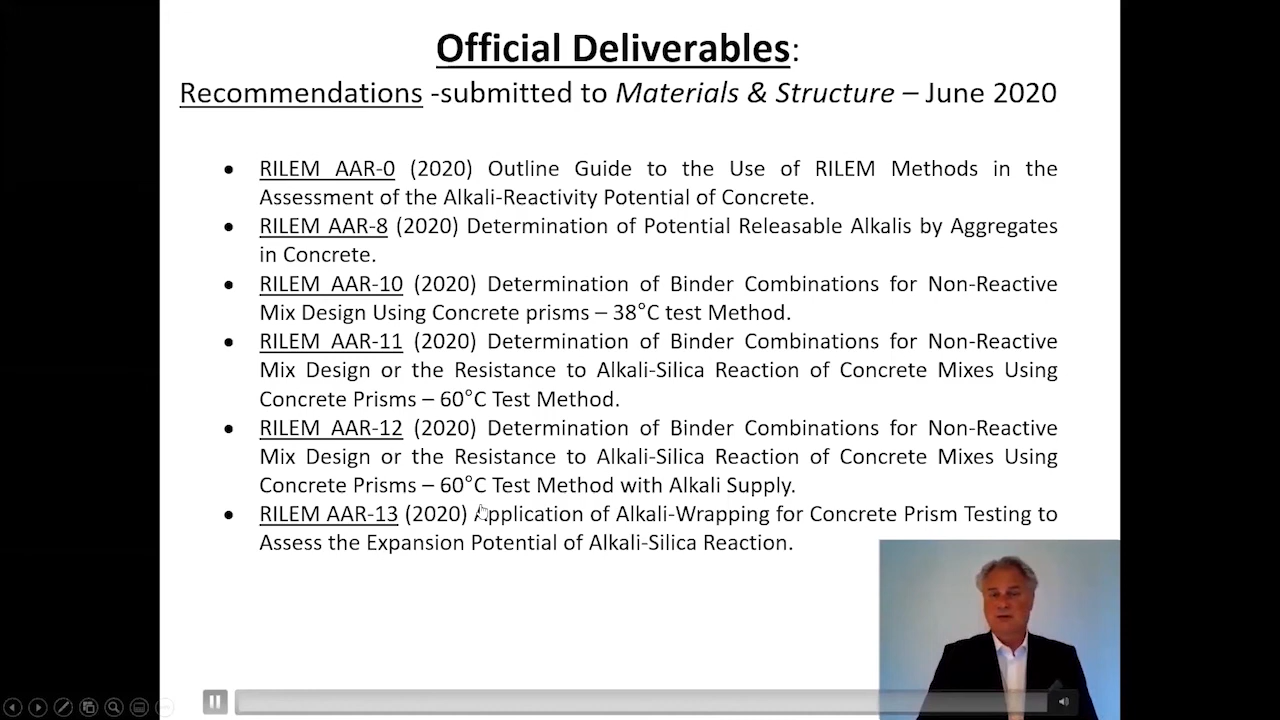 Official Deliverables:
Recommendations -submitted to Materials & Structure – June 2020
• RILEM AAR-0 (2020) Outline Guide to the Use of RILEM Methods in the
Assessment of the Alkali-Reactivity Potential of Concrete.
• RILEM AAR-8 (2020) Determination of Potential Releasable Alkalis by Aggregates
in Concrete.
• RILEM AAR-10 (2020) Determination of Binder Combinations for Non-Reactive
Mix Design Using Concrete prisms – 38°C test Method.
• RILEM AAR-11 (2020) Determination of Binder Combinations for Non-Reactive
Mix Design or the Resistance to Alkali-Silica Reaction of Concrete Mixes Using
Concrete Prisms – 60°C Test Method.
• RILEM AAR-12 (2020) Determination of Binder Combinations for Non-Reactive
Mix Design or the Resistance to Alkali-Silica Reaction of Concrete Mixes Using
Concrete Prisms – 60°C Test Method with Alkali Supply.
• RILEM AAR-13 (2020) Application of Alkali-Wrapping for Concrete Prism Testing to
Assess the Expansion Potential of Alkali-Silica Reaction.